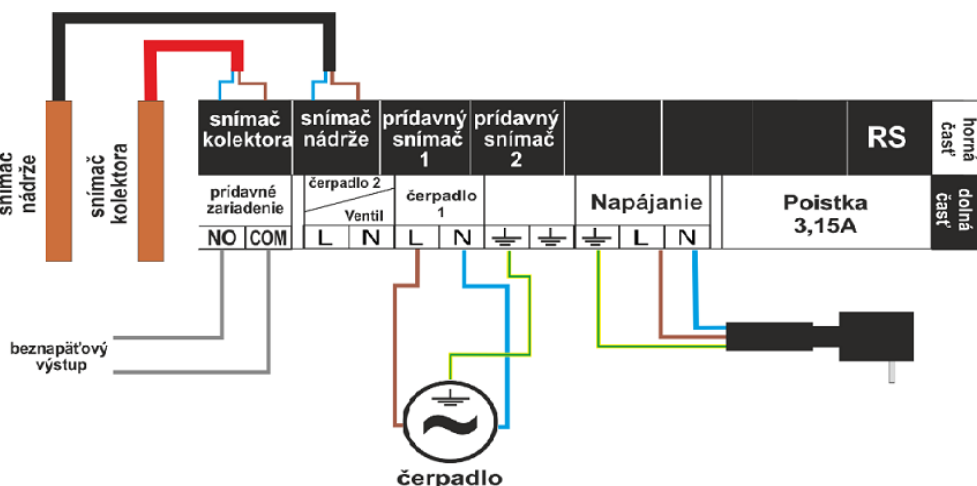 snímač
nádrže
snímač
kolektora
snímač
kolektora
snímač
nádrže
prídavný
snímač
1
prídavný
snímač
2
RS
horná
časť
prídavné
zariadenie
čerpadlo 2
Ventil
čerpadlo
1
Napájanie
Poistka
3,15A
dolná
časť
NO COM L N L N L N
beznapäťový
výstup
čerpadlo